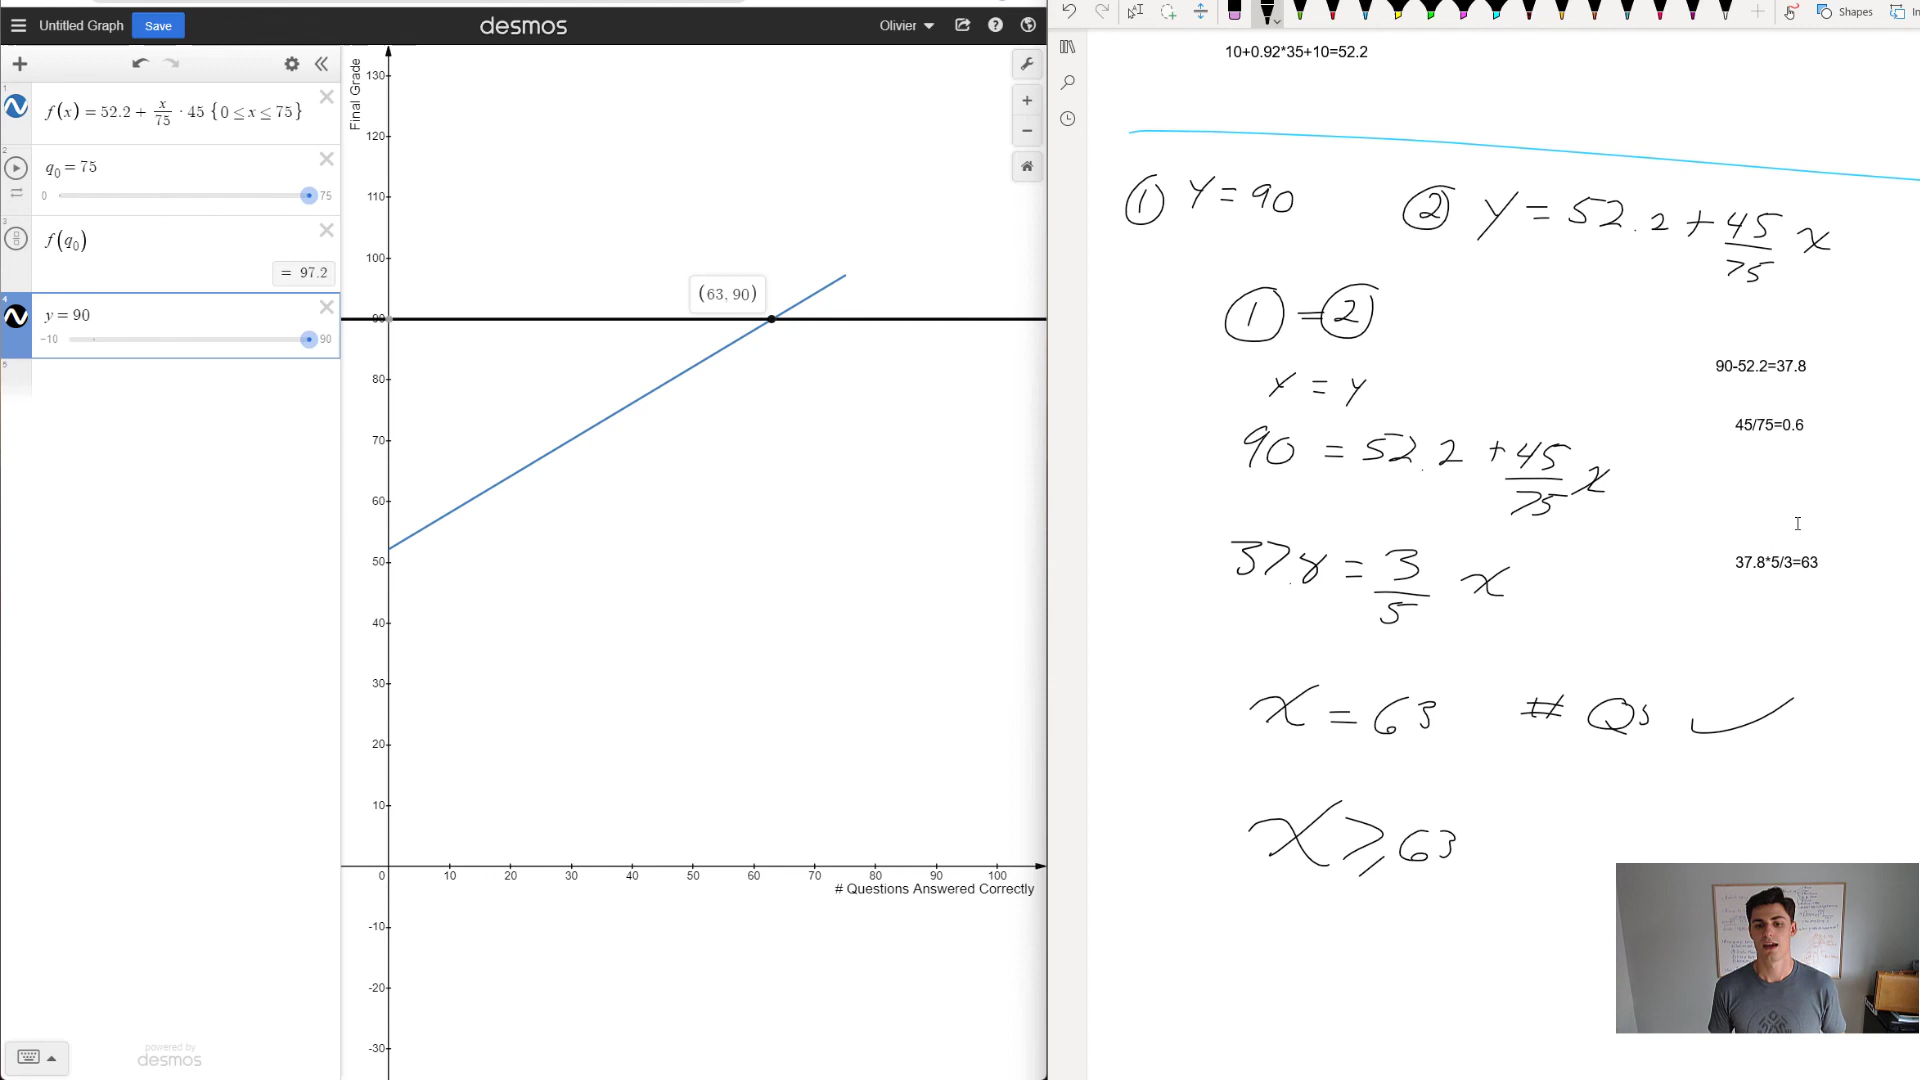 Untitled Graph
Save
desmos
Olivier
1
f(x) = 52.2 + x/75 · 45 {0 ≤ x ≤ 75}
2
q₀ = 75
0
75
3
f(q₀)
= 97.2
4
y = 90
−10
90
5
powered by
desmos
Final Grade
130
120
110
100
90
80
70
60
50
40
30
20
10
-10
-20
-30
0 10 20 30 40 50 60 70 80 90 100
# Questions Answered Correctly
(63, 90)
Shapes
10+0.92*35+10=52.2
① y = 90
② y = 52.2 + 45/75 x
① = ②
y = y
90 = 52.2 + 45/75 x
90-52.2=37.8
45/75=0.6
37.8 = 3/5 x
37.8*5/3=63
x = 63 # Qs ✓
x ⩾ 63